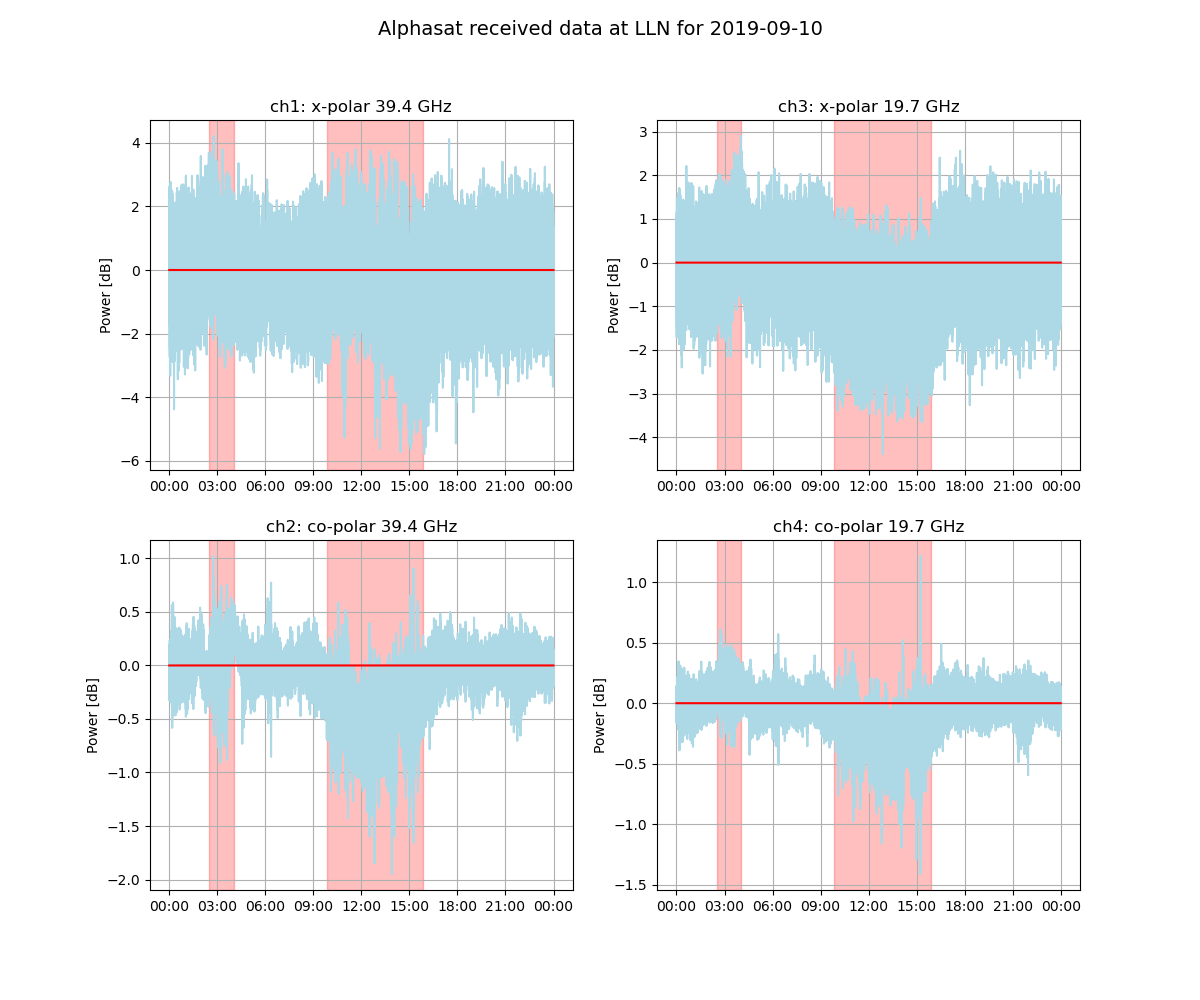 Alphasat received data at LLN for 2019-09-10
ch1: x-polar 39.4 GHz
Power [dB]
4
2
0
−2
−4
−6
00:00 03:00 06:00 09:00 12:00 15:00 18:00 21:00 00:00
ch3: x-polar 19.7 GHz
Power [dB]
3
2
1
0
−1
−2
−3
−4
00:00 03:00 06:00 09:00 12:00 15:00 18:00 21:00 00:00
ch2: co-polar 39.4 GHz
Power [dB]
1.0
0.5
0.0
−0.5
−1.0
−1.5
−2.0
00:00 03:00 06:00 09:00 12:00 15:00 18:00 21:00 00:00
ch4: co-polar 19.7 GHz
Power [dB]
1.0
0.5
0.0
−0.5
−1.0
−1.5
00:00 03:00 06:00 09:00 12:00 15:00 18:00 21:00 00:00